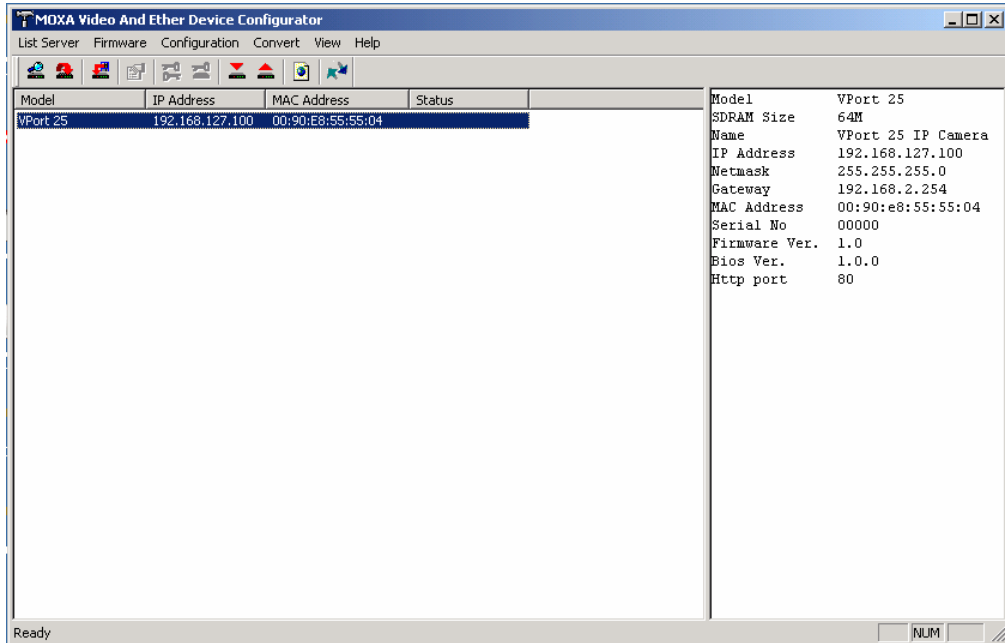 MOXA Video And Ether Device Configurator
List Server Firmware Configuration Convert View Help
Model IP Address MAC Address Status
VPort 25 192.168.127.100 00:90:E8:55:55:04
Model VPort 25
SDRAM Size 64M
Name VPort 25 IP Camera
IP Address 192.168.127.100
Netmask 255.255.255.0
Gateway 192.168.2.254
MAC Address 00:90:e8:55:55:04
Serial No 00000
Firmware Ver. 1.0
Bios Ver. 1.0.0
Http port 80
Ready NUM